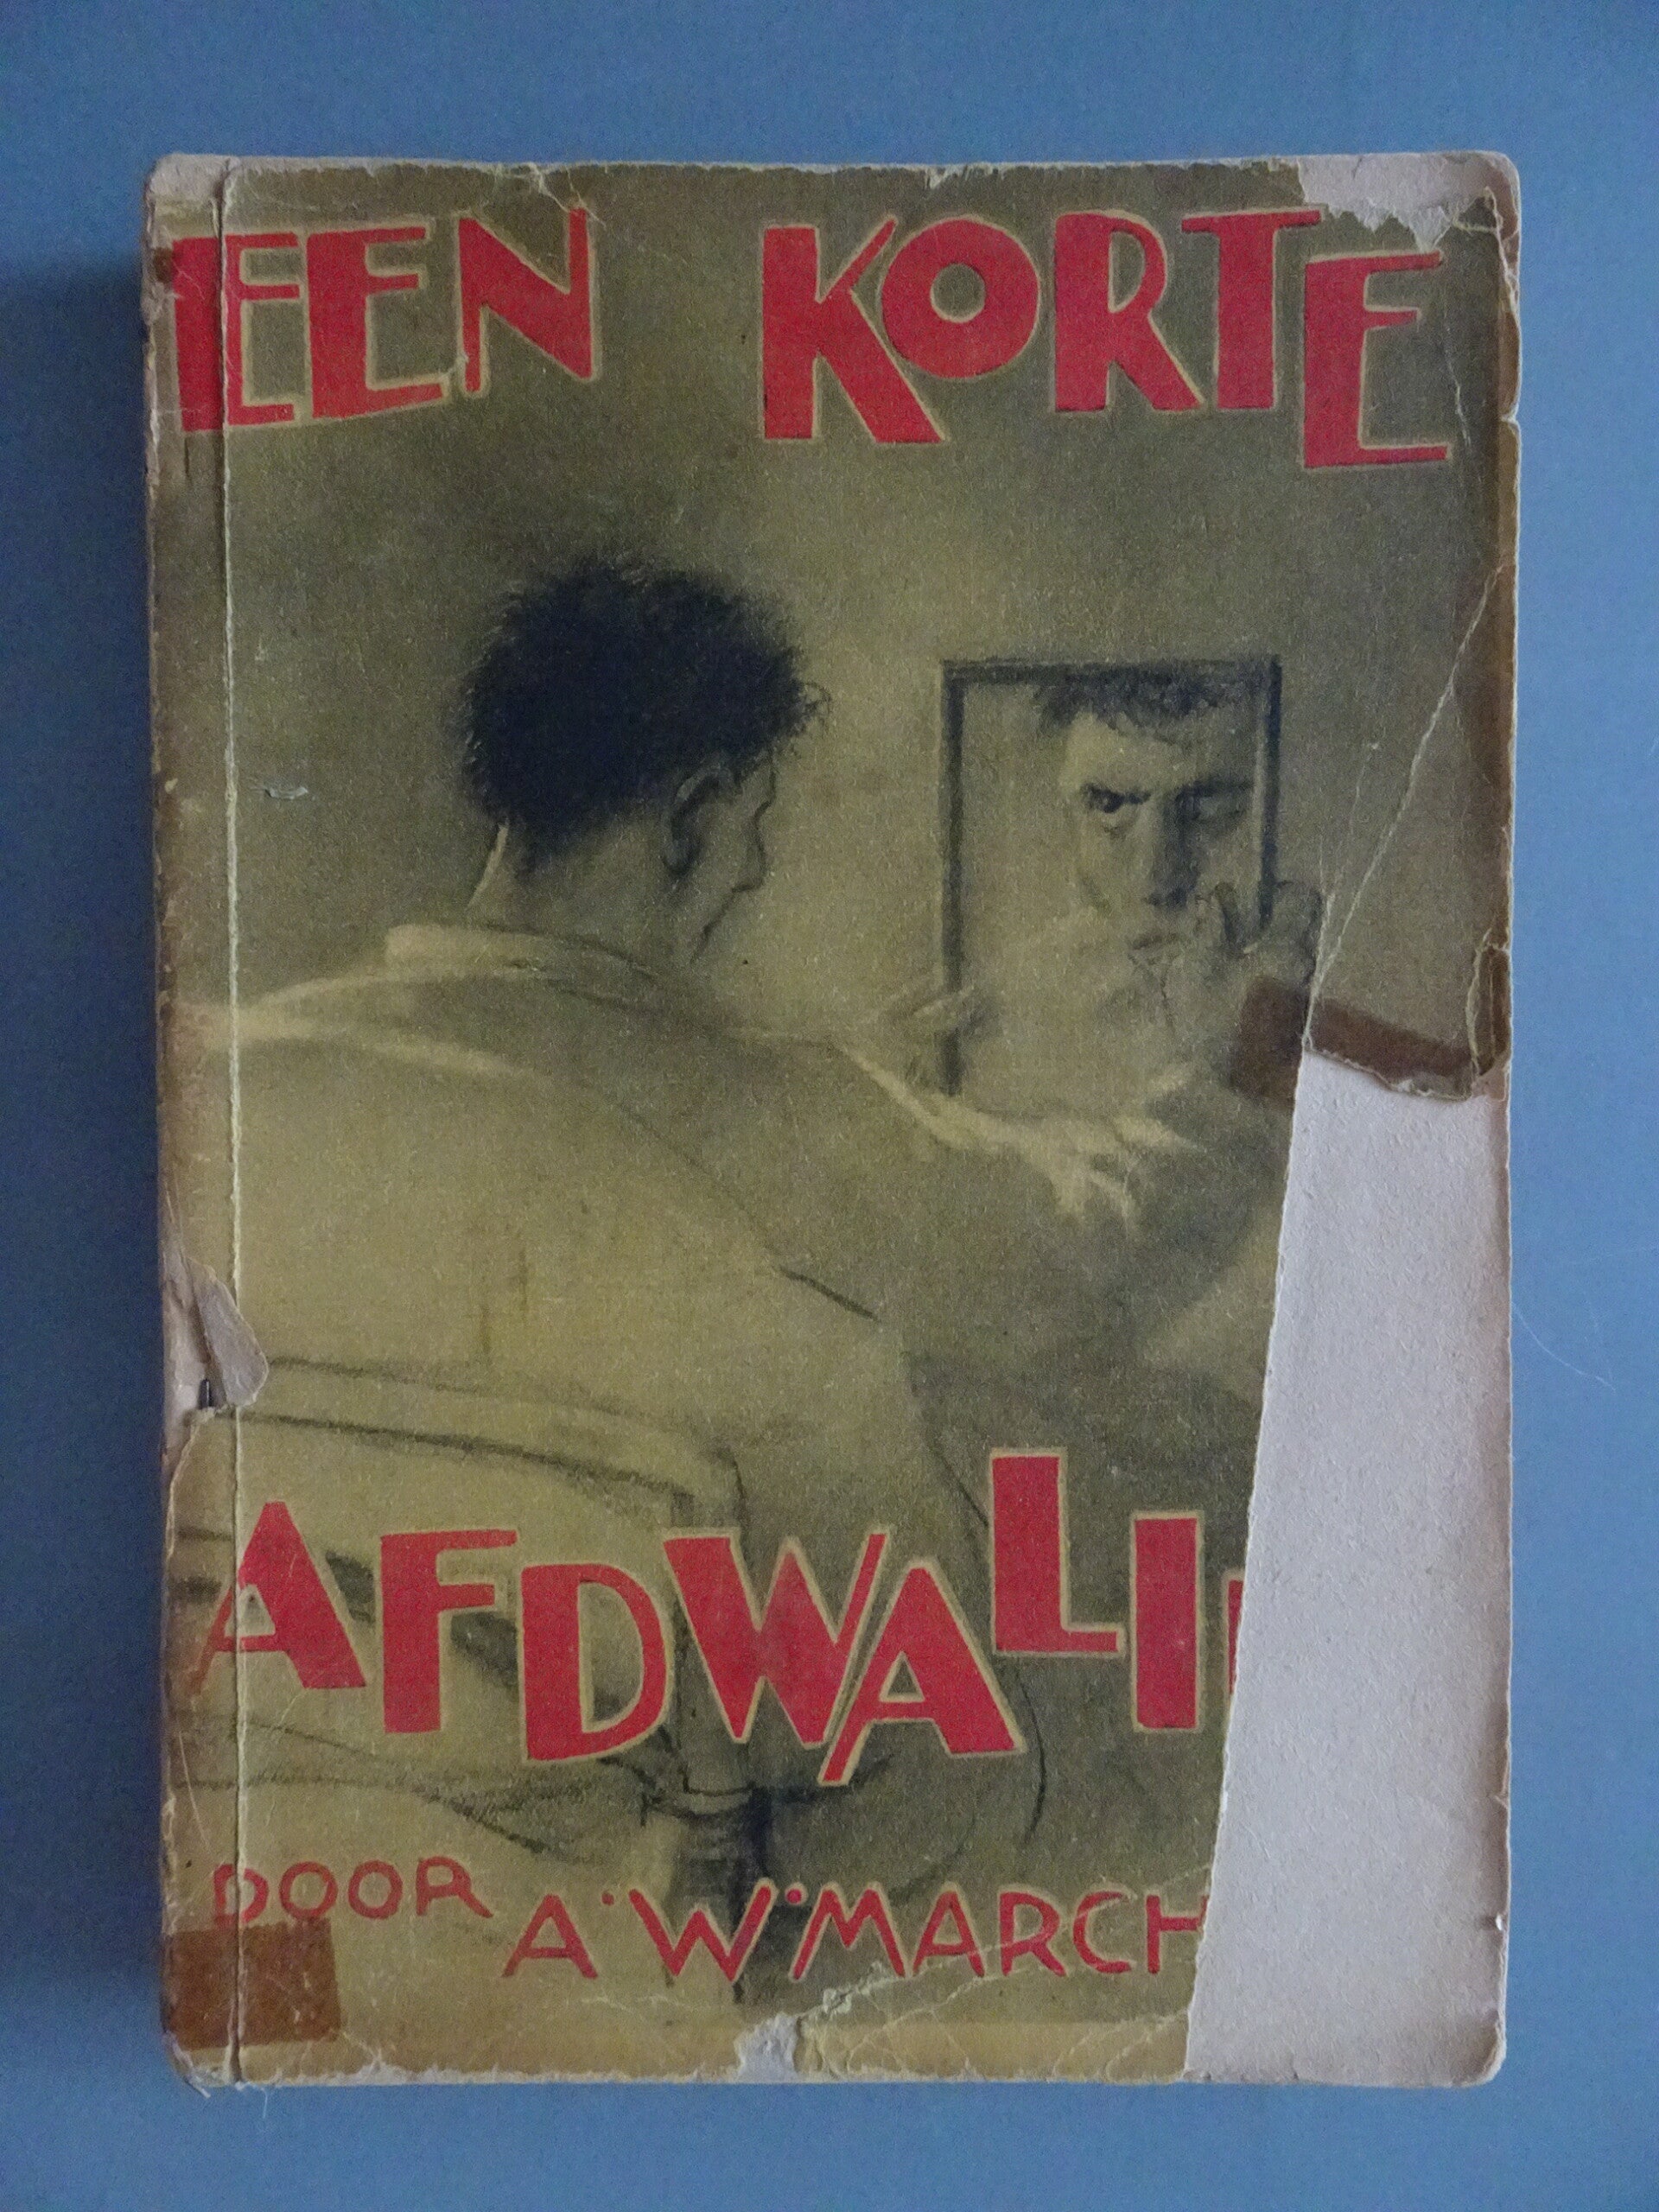 EEN KORTE
AFDWALI
DOOR A.W. MARCH